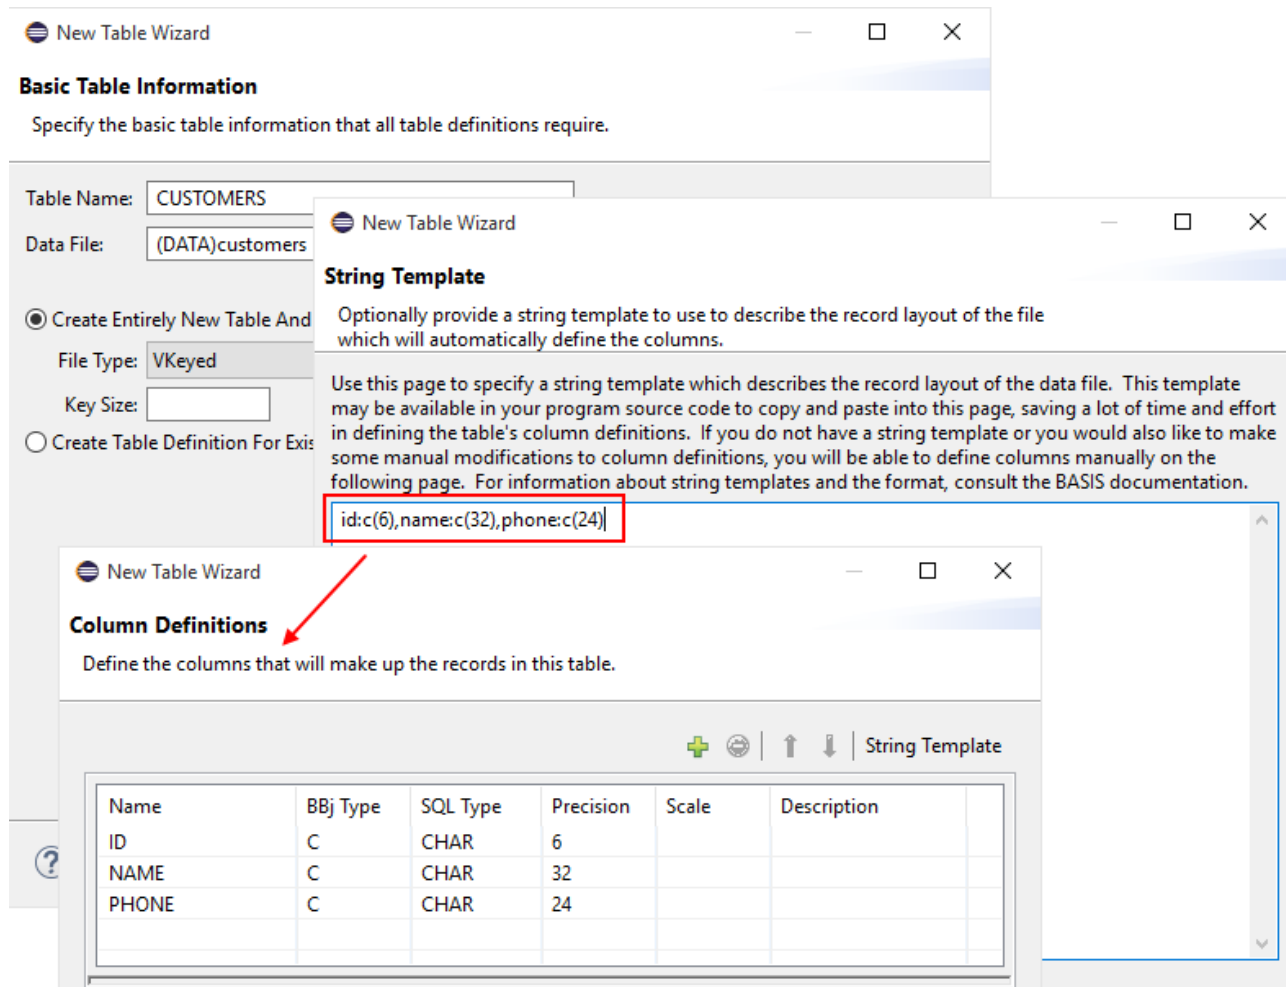 New Table Wizard
Basic Table Information
Specify the basic table information that all table definitions require.
Table Name: CUSTOMERS
Data File: (DATA)customers
Create Entirely New Table And
File Type: VKeyed
Key Size:
Create Table Definition For Exis
New Table Wizard
String Template
Optionally provide a string template to use to describe the record layout of the file
which will automatically define the columns.
Use this page to specify a string template which describes the record layout of the data file.  This template
may be available in your program source code to copy and paste into this page, saving a lot of time and effort
in defining the table's column definitions.  If you do not have a string template or you would also like to make
some manual modifications to column definitions, you will be able to define columns manually on the
following page.  For information about string templates and the format, consult the BASIS documentation.
id:c(6),name:c(32),phone:c(24)
New Table Wizard
Column Definitions
Define the columns that will make up the records in this table.
String Template
Name BBj Type SQL Type Precision Scale Description
ID C CHAR 6
NAME C CHAR 32
PHONE C CHAR 24
?